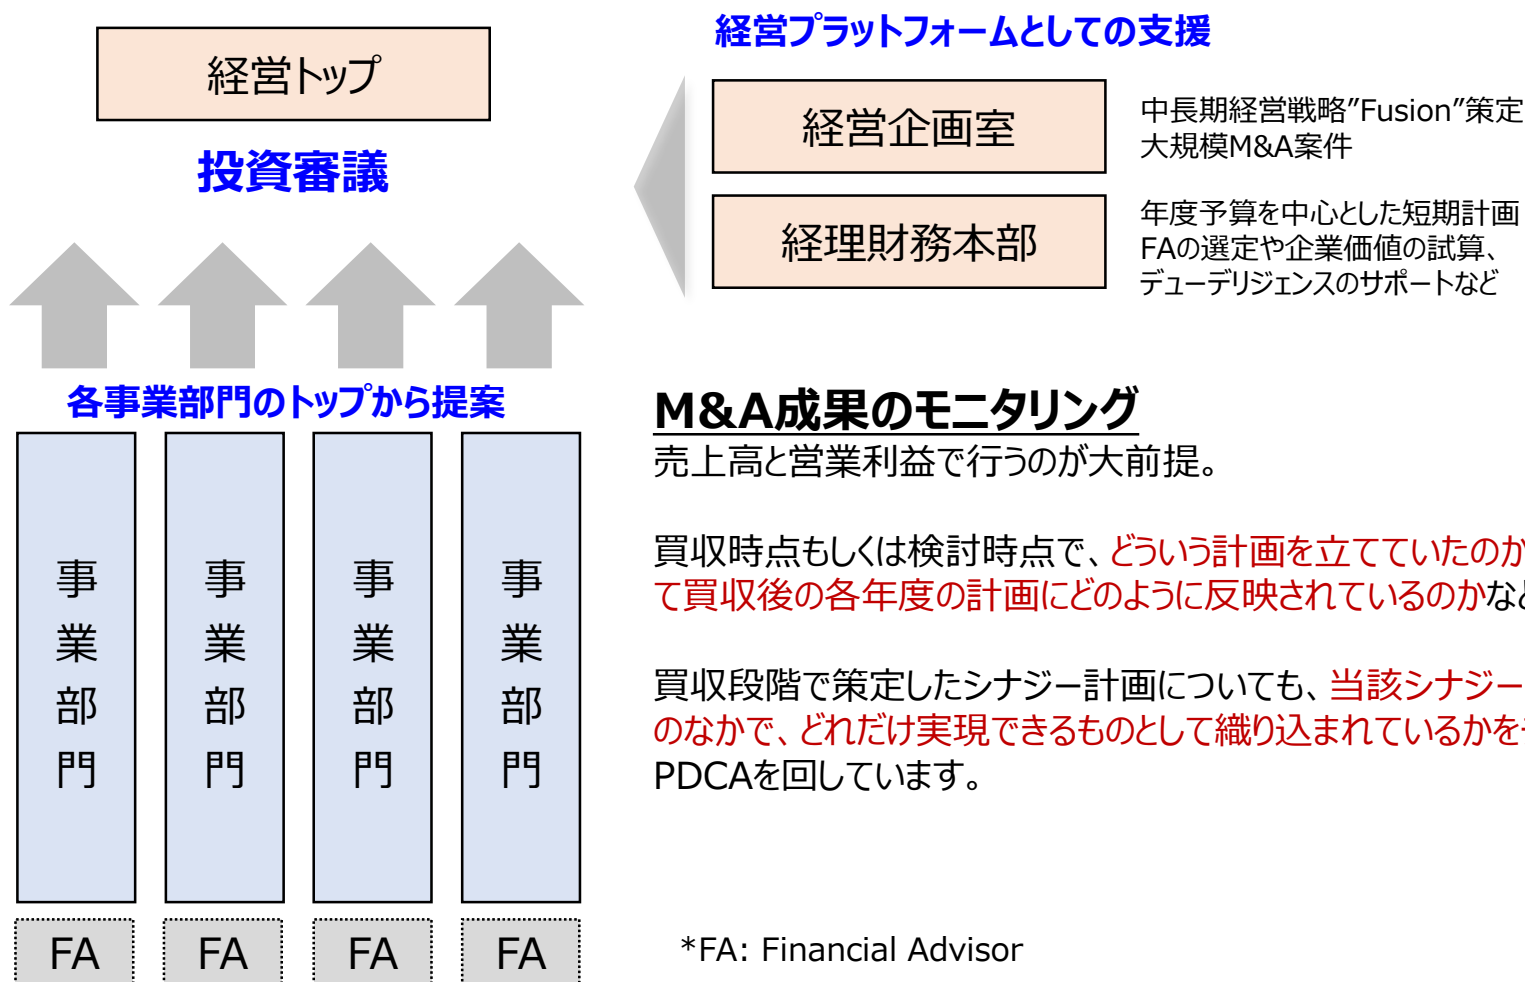 経営トップ
投資審議
各事業部門のトップから提案
事業部門
事業部門
事業部門
事業部門
FA
FA
FA
FA
経営プラットフォームとしての支援
経営企画室
中長期経営戦略”Fusion”策定
大規模M&A案件
経理財務本部
年度予算を中心とした短期計画
FAの選定や企業価値の試算、
デューデリジェンスのサポートなど
M&A成果のモニタリング
売上高と営業利益で行うのが大前提。
買収時点もしくは検討時点で、どういう計画を立てていたのか
て買収後の各年度の計画にどのように反映されているのかなど
買収段階で策定したシナジー計画についても、当該シナジー
のなかで、どれだけ実現できるものとして織り込まれているかを
PDCAを回しています。
*FA: Financial Advisor